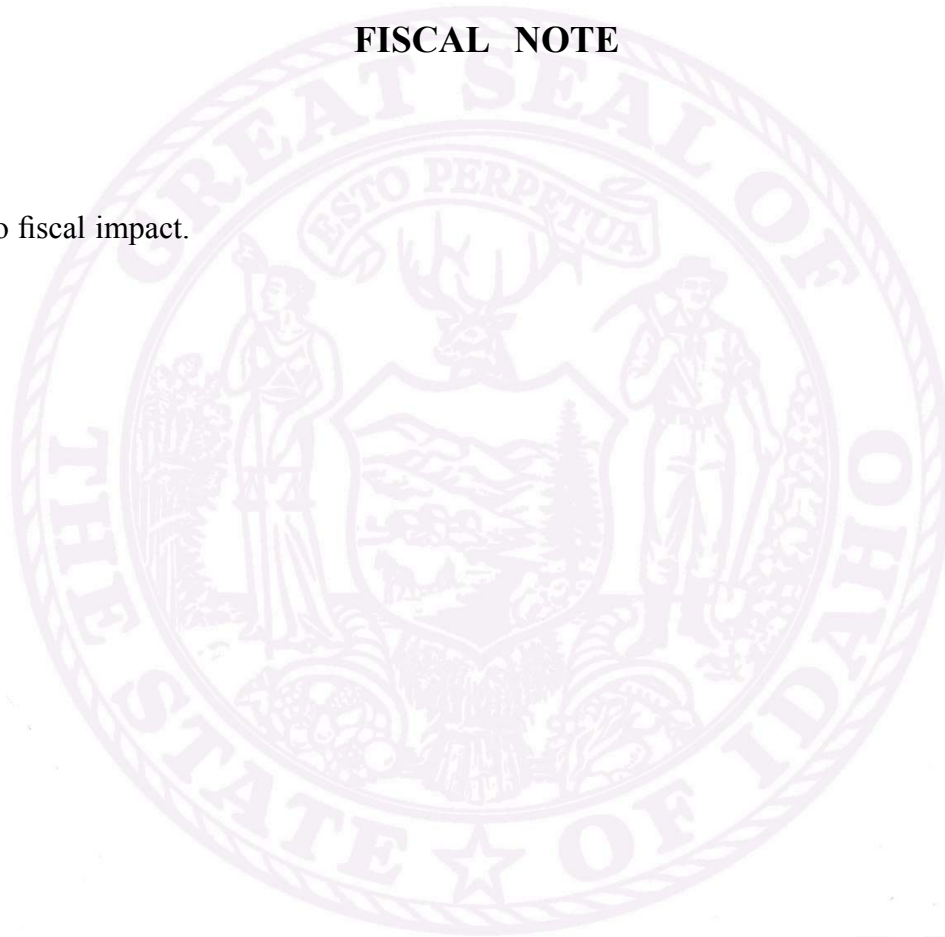 FISCAL NOTE
o fiscal impact.
GREAT SEAL OF
ESTO PERPETUA
THE STATE OF IDAHO